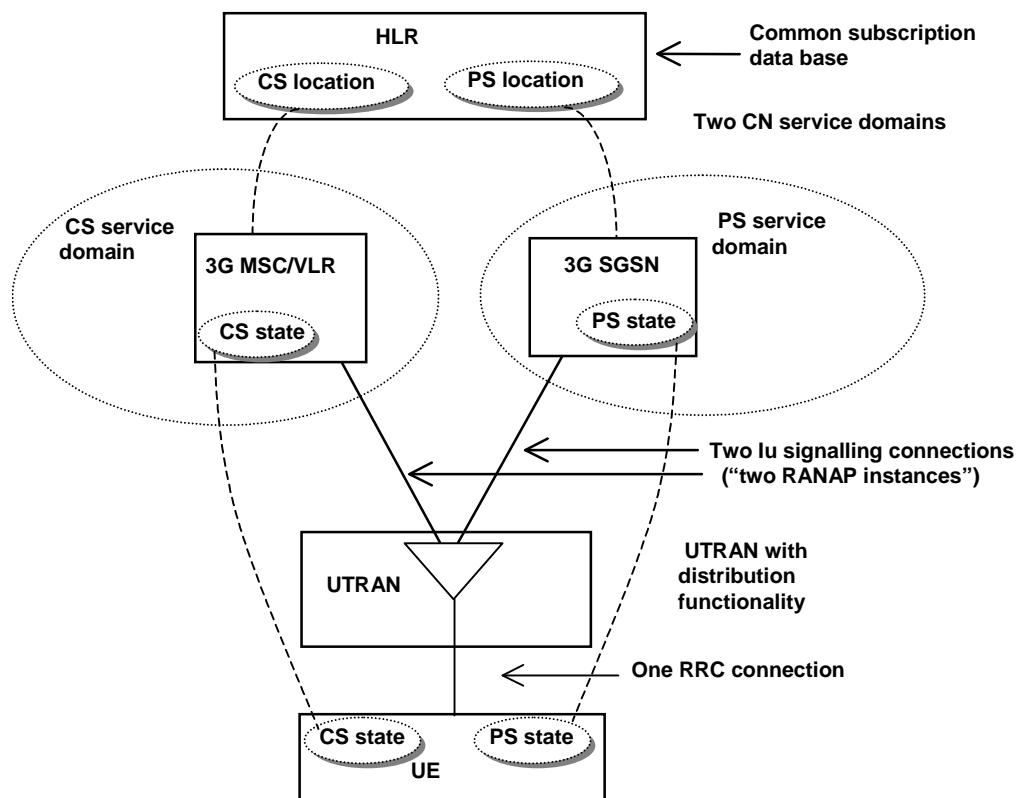 HLR
CS location
PS location
Common subscription
data base
Two CN service domains
CS service
domain
PS service
domain
3G MSC/VLR
3G SGSN
CS state
PS state
Two Iu signalling connections
(“two RANAP instances”)
UTRAN with
distribution
functionality
UTRAN
One RRC connection
CS state
PS state
UE